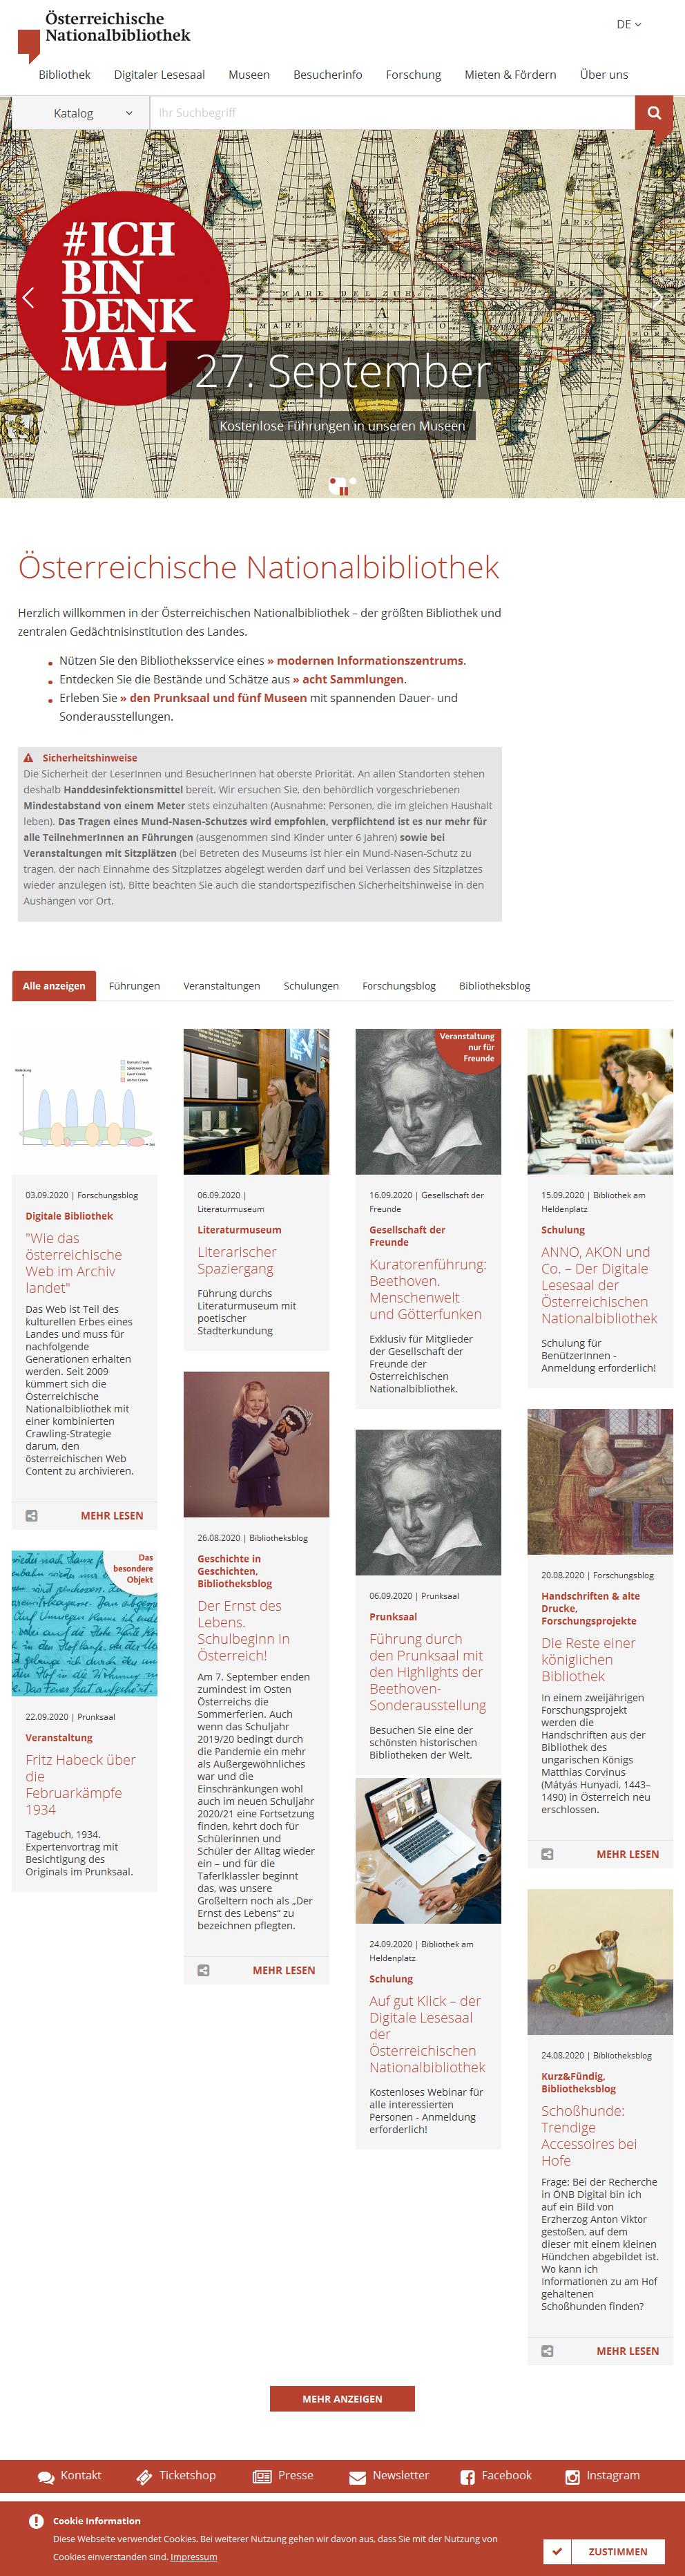 Österreichische
Nationalbibliothek
DE
Bibliothek
Digitaler Lesesaal
Museen
Besucherinfo
Forschung
Mieten & Fördern
Über uns
Katalog
Ihr Suchbegriff
#ICH
BIN
DENK
MAL
MARE DEL ZUR
MARE PACIFICO
27. September
Kostenlose Führungen in unseren Museen
Österreichische Nationalbibliothek
Herzlich willkommen in der Österreichischen Nationalbibliothek – der größten Bibliothek und
zentralen Gedächtnisinstitution des Landes.
Nützen Sie den Bibliotheksservice eines » modernen Informationszentrums.
Entdecken Sie die Bestände und Schätze aus » acht Sammlungen.
Erleben Sie » den Prunksaal und fünf Museen mit spannenden Dauer- und
Sonderausstellungen.
Sicherheitshinweise
Die Sicherheit der LeserInnen und BesucherInnen hat oberste Priorität. An allen Standorten stehen
deshalb Handdesinfektionsmittel bereit. Wir ersuchen Sie, den behördlich vorgeschriebenen
Mindestabstand von einem Meter stets einzuhalten (Ausnahme: Personen, die im gleichen Haushalt
leben). Das Tragen eines Mund-Nasen-Schutzes wird empfohlen, verpflichtend ist es nur mehr für
alle TeilnehmerInnen an Führungen (ausgenommen sind Kinder unter 6 Jahren) sowie bei
Veranstaltungen mit Sitzplätzen (bei Betreten des Museums ist hier ein Mund-Nasen-Schutz zu
tragen, der nach Einnahme des Sitzplatzes abgelegt werden darf und bei Verlassen des Sitzplatzes
wieder anzulegen ist). Bitte beachten Sie auch die standortspezifischen Sicherheitshinweise in den
Aushängen vor Ort.
Alle anzeigen
Führungen
Veranstaltungen
Schulungen
Forschungsblog
Bibliotheksblog
03.09.2020 | Forschungsblog
Digitale Bibliothek
"Wie das
österreichische
Web im Archiv
landet"
Das Web ist Teil des
kulturellen Erbes eines
Landes und muss für
nachfolgende
Generationen erhalten
werden. Seit 2009
kümmert sich die
Österreichische
Nationalbibliothek mit
einer kombinierten
Crawling-Strategie
darum, den
österreichischen Web
Content zu archivieren.
MEHR LESEN
Das
besondere
Objekt
22.09.2020 | Prunksaal
Veranstaltung
Fritz Habeck über
die
Februarkämpfe
1934
Tagebuch, 1934.
Expertenvortrag mit
Besichtigung des
Originals im Prunksaal.
06.09.2020 |
Literaturmuseum
Literaturmuseum
Literarischer
Spaziergang
Führung durchs
Literaturmuseum mit
poetischer
Stadterkundung
26.08.2020 | Bibliotheksblog
Geschichte in
Geschichten,
Bibliotheksblog
Der Ernst des
Lebens.
Schulbeginn in
Österreich!
Am 7. September enden
zumindest im Osten
Österreichs die
Sommerferien. Auch
wenn das Schuljahr
2019/20 bedingt durch
die Pandemie ein mehr
als Außergewöhnliches
war und die
Einschränkungen wohl
auch im neuen Schuljahr
2020/21 eine Fortsetzung
finden, kehrt doch für
Schülerinnen und
Schüler der Alltag wieder
ein – und für die
Taferlklassler beginnt
das, was unsere
Großeltern noch als „Der
Ernst des Lebens“ zu
bezeichnen pflegten.
MEHR LESEN
Veranstaltung
nur für
Freunde
16.09.2020 | Gesellschaft der
Freunde
Gesellschaft der
Freunde
Kuratorenführung:
Beethoven.
Menschenwelt
und Götterfunken
Exklusiv für Mitglieder
der Gesellschaft der
Freunde der
Österreichischen
Nationalbibliothek.
06.09.2020 | Prunksaal
Prunksaal
Führung durch
den Prunksaal mit
den Highlights der
Beethoven-
Sonderausstellung
Besuchen Sie eine der
schönsten historischen
Bibliotheken der Welt.
24.09.2020 | Bibliothek am
Heldenplatz
Schulung
Auf gut Klick – der
Digitale Lesesaal
der
Österreichischen
Nationalbibliothek
Kostenloses Webinar für
alle interessierten
Personen - Anmeldung
erforderlich!
15.09.2020 | Bibliothek am
Heldenplatz
Schulung
ANNO, AKON und
Co. – Der Digitale
Lesesaal der
Österreichischen
Nationalbibliothek
Schulung für
BenützerInnen -
Anmeldung erforderlich!
20.08.2020 | Forschungsblog
Handschriften & alte
Drucke,
Forschungsprojekte
Die Reste einer
königlichen
Bibliothek
In einem zweijährigen
Forschungsprojekt
werden die
Handschriften aus der
Bibliothek des
ungarischen Königs
Matthias Corvinus
(Mátyás Hunyadi, 1443–
1490) in Österreich neu
erschlossen.
MEHR LESEN
24.08.2020 | Bibliotheksblog
Kurz&Fündig,
Bibliotheksblog
Schoßhunde:
Trendige
Accessoires bei
Hofe
Frage: Bei der Recherche
in ÖNB Digital bin ich
auf ein Bild von
Erzherzog Anton Viktor
gestoßen, auf dem
dieser mit einem kleinen
Hündchen abgebildet ist.
Wo kann ich
Informationen zu am Hof
gehaltenen
Schoßhunden finden?
MEHR LESEN
MEHR ANZEIGEN
Kontakt
Ticketshop
Presse
Newsletter
Facebook
Instagram
Cookie Information
Diese Webseite verwendet Cookies. Bei weiterer Nutzung gehen wir davon aus, dass Sie mit der Nutzung von
Cookies einverstanden sind. Impressum
ZUSTIMMEN